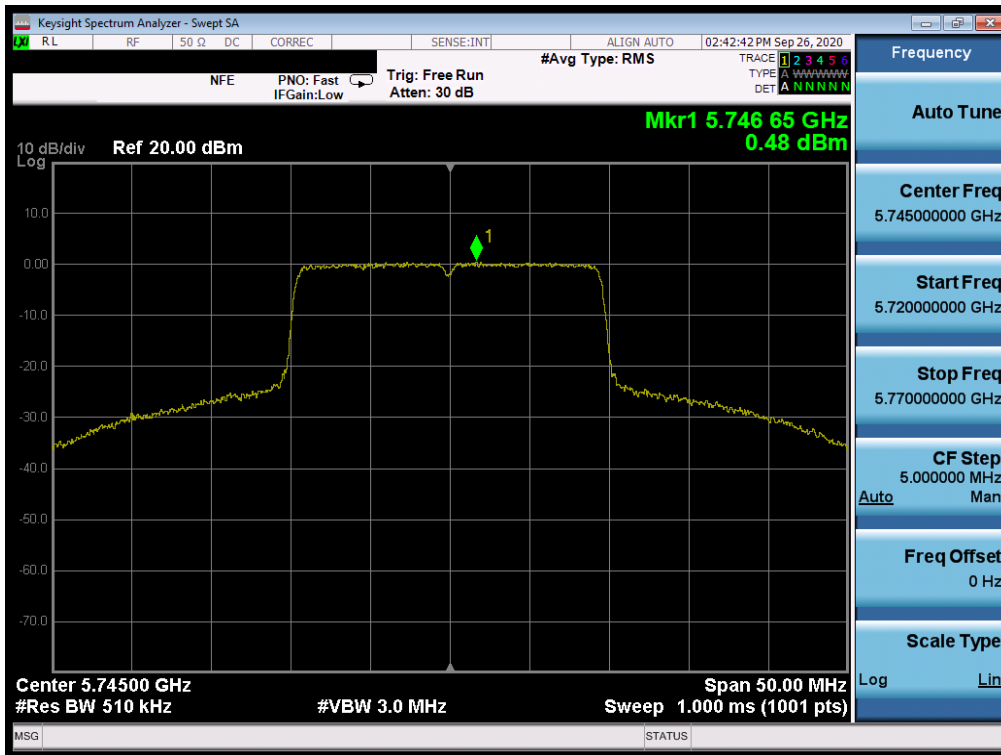 Keysight Spectrum Analyzer - Swept SA
LXI RL RF 50 Ω DC CORREC SENSE:INT ALIGN AUTO 02:42:42 PM Sep 26, 2020
NFE PNO: Fast Trig: Free Run #Avg Type: RMS TRACE 1 2 3 4 5 6
IFGain:Low Atten: 30 dB TYPE A WWWWW
DET A N N N N N
Mkr1 5.746 65 GHz
0.48 dBm
10 dB/div Ref 20.00 dBm
Log
10.0
1
0.00
-10.0
-20.0
-30.0
-40.0
-50.0
-60.0
-70.0
Center 5.74500 GHz Span 50.00 MHz
#Res BW 510 kHz #VBW 3.0 MHz Sweep 1.000 ms (1001 pts)
MSG STATUS
Frequency
Auto Tune
Center Freq
5.745000000 GHz
Start Freq
5.720000000 GHz
Stop Freq
5.770000000 GHz
CF Step
5.000000 MHz
Auto Man
Freq Offset
0 Hz
Scale Type
Log Lin